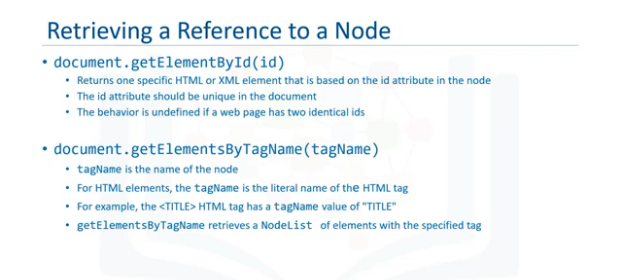 Retrieving a Reference to a Node
• document.getElementById(id)
• Returns one specific HTML or XML element that is based on the id attribute in the node
• The id attribute should be unique in the document
• The behavior is undefined if a web page has two identical ids
• document.getElementsByTagName(tagName)
• tagName is the name of the node
• For HTML elements, the tagName is the literal name of the HTML tag
• For example, the <TITLE> HTML tag has a tagName value of "TITLE"
• getElementsByTagName retrieves a NodeList of elements with the specified tag